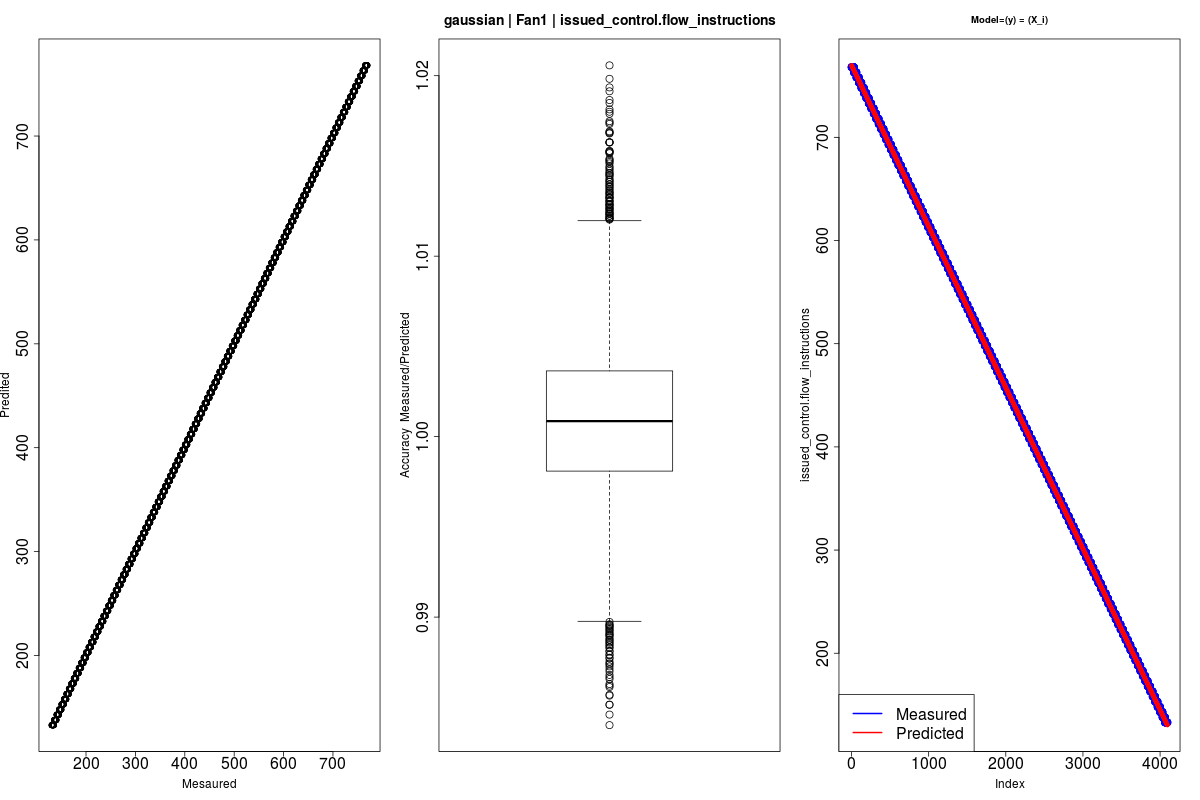 gaussian | Fan1 | issued_control.flow_instructions
Model=(y) = (X_i)
Predited
200
300
400
500
600
700
200 300 400 500 600 700
Mesaured
Accuracy Measured/Predicted
0.99
1.00
1.01
1.02
issued_control.flow_instructions
200
300
400
500
600
700
Measured
Predicted
0 1000 2000 3000 4000
Index